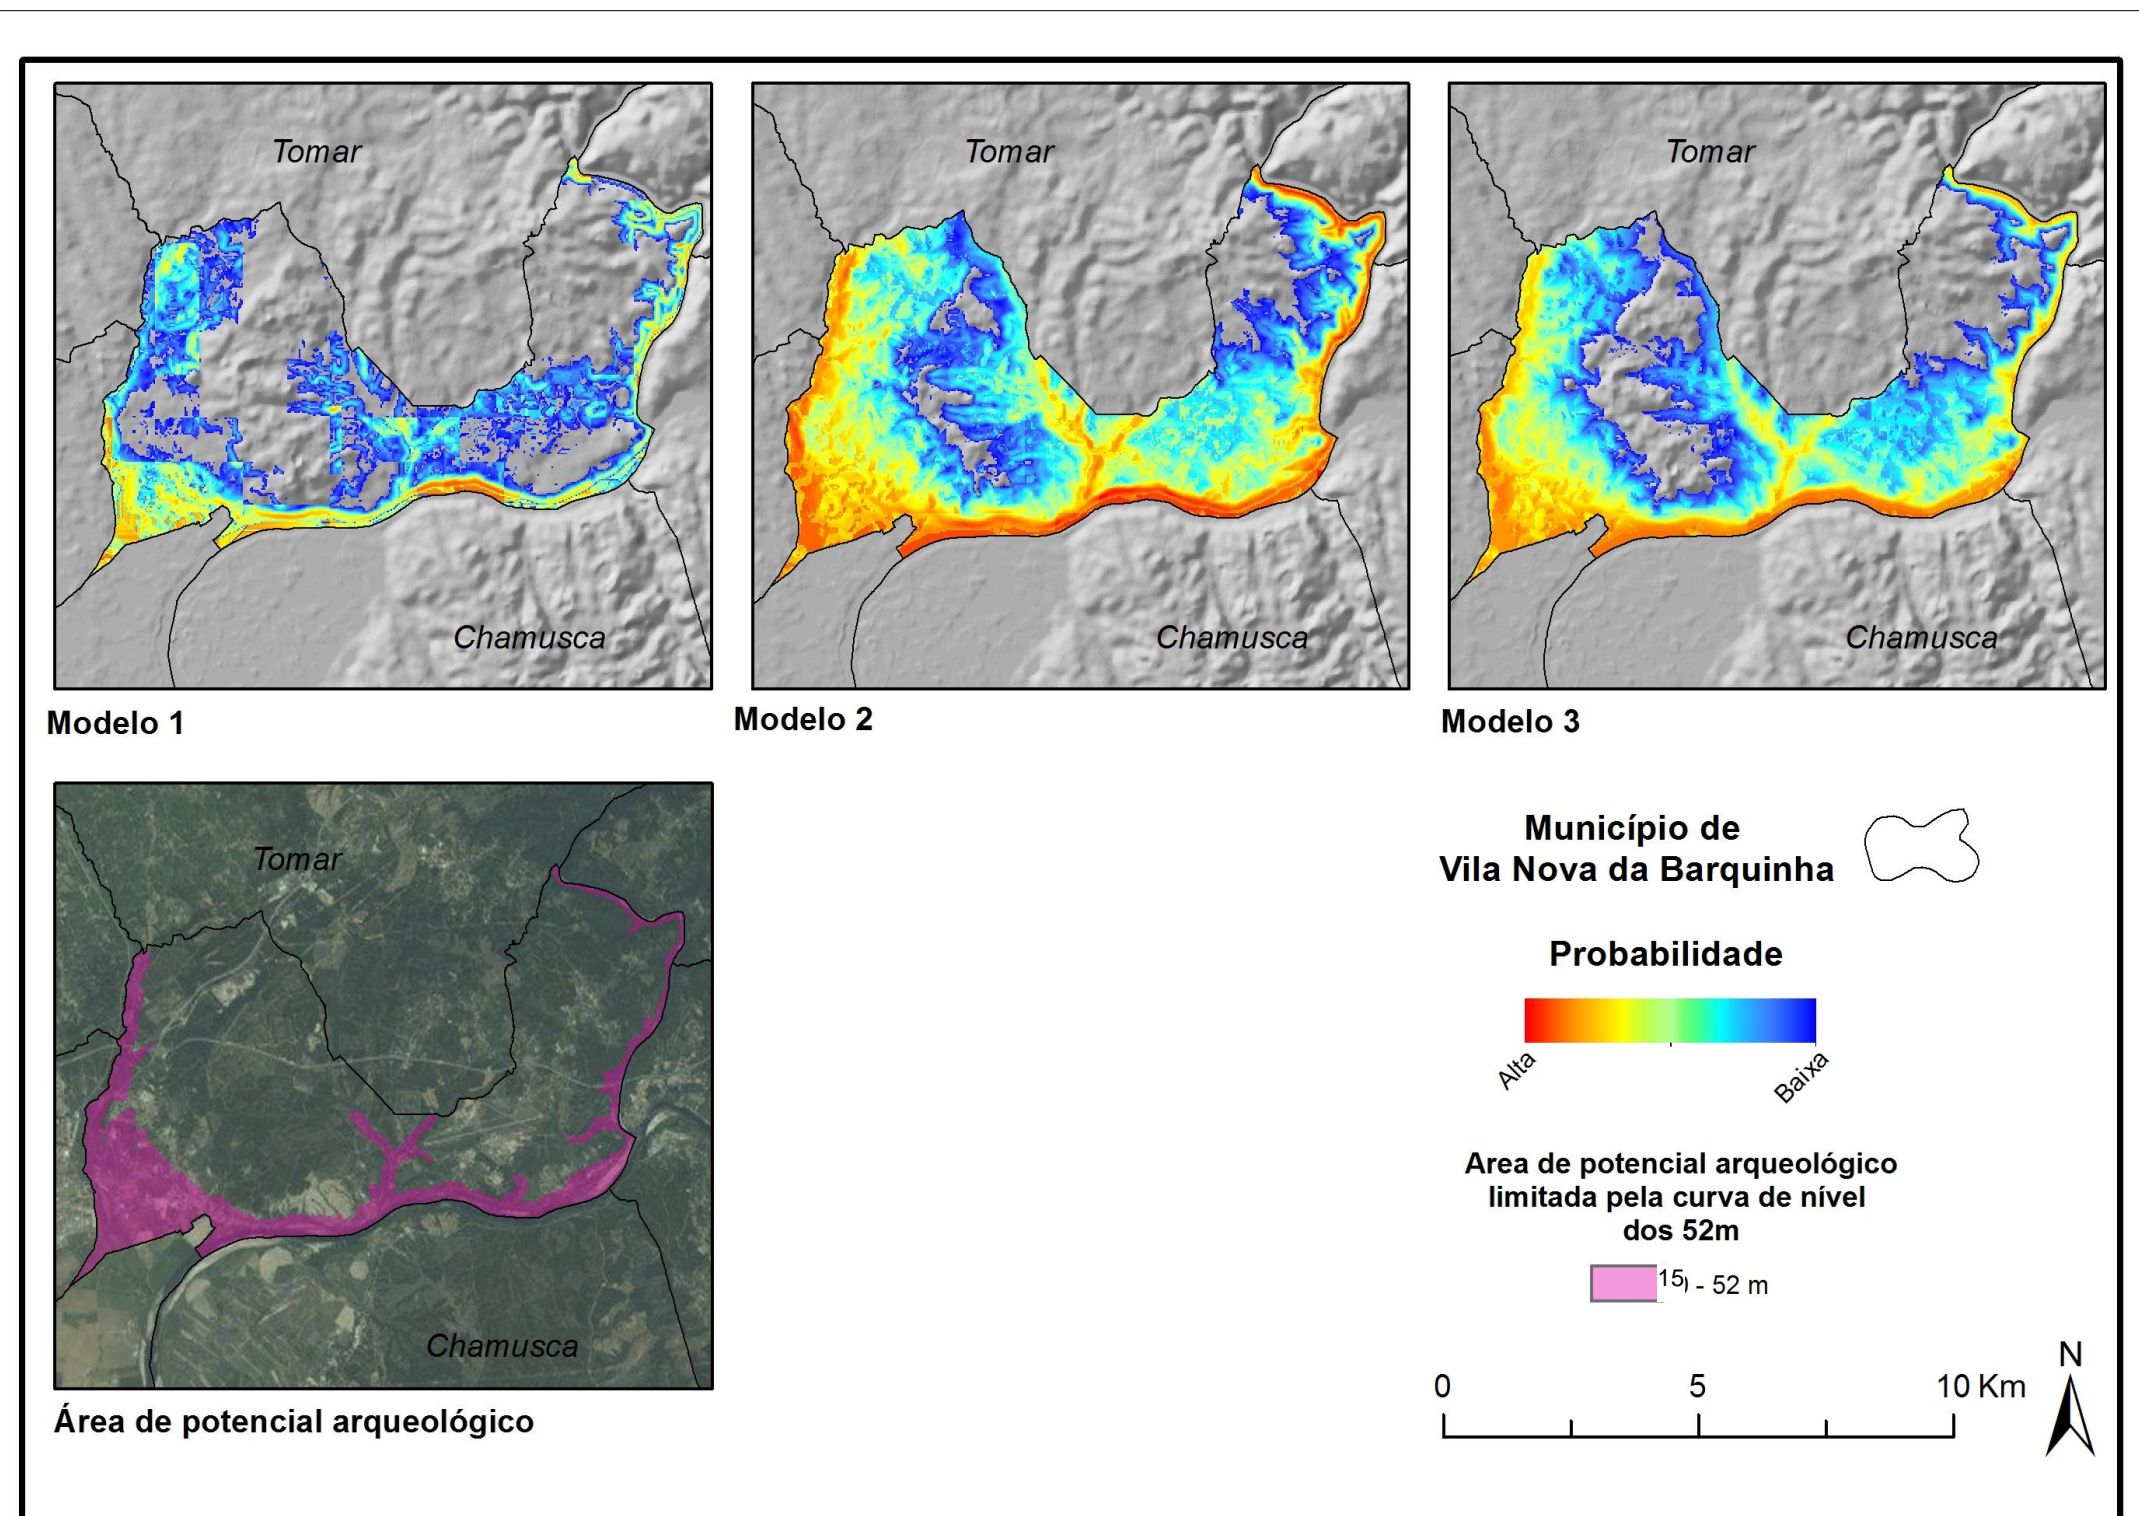 Tomar
Chamusca
Modelo 1
Tomar
Chamusca
Modelo 2
Tomar
Chamusca
Modelo 3
Tomar
Chamusca
Área de potencial arqueológico
Município de
Vila Nova da Barquinha
Probabilidade
Alta
Baixa
Area de potencial arqueológico
limitada pela curva de nível
dos 52m
15 - 52 m
N
0 5 10 Km